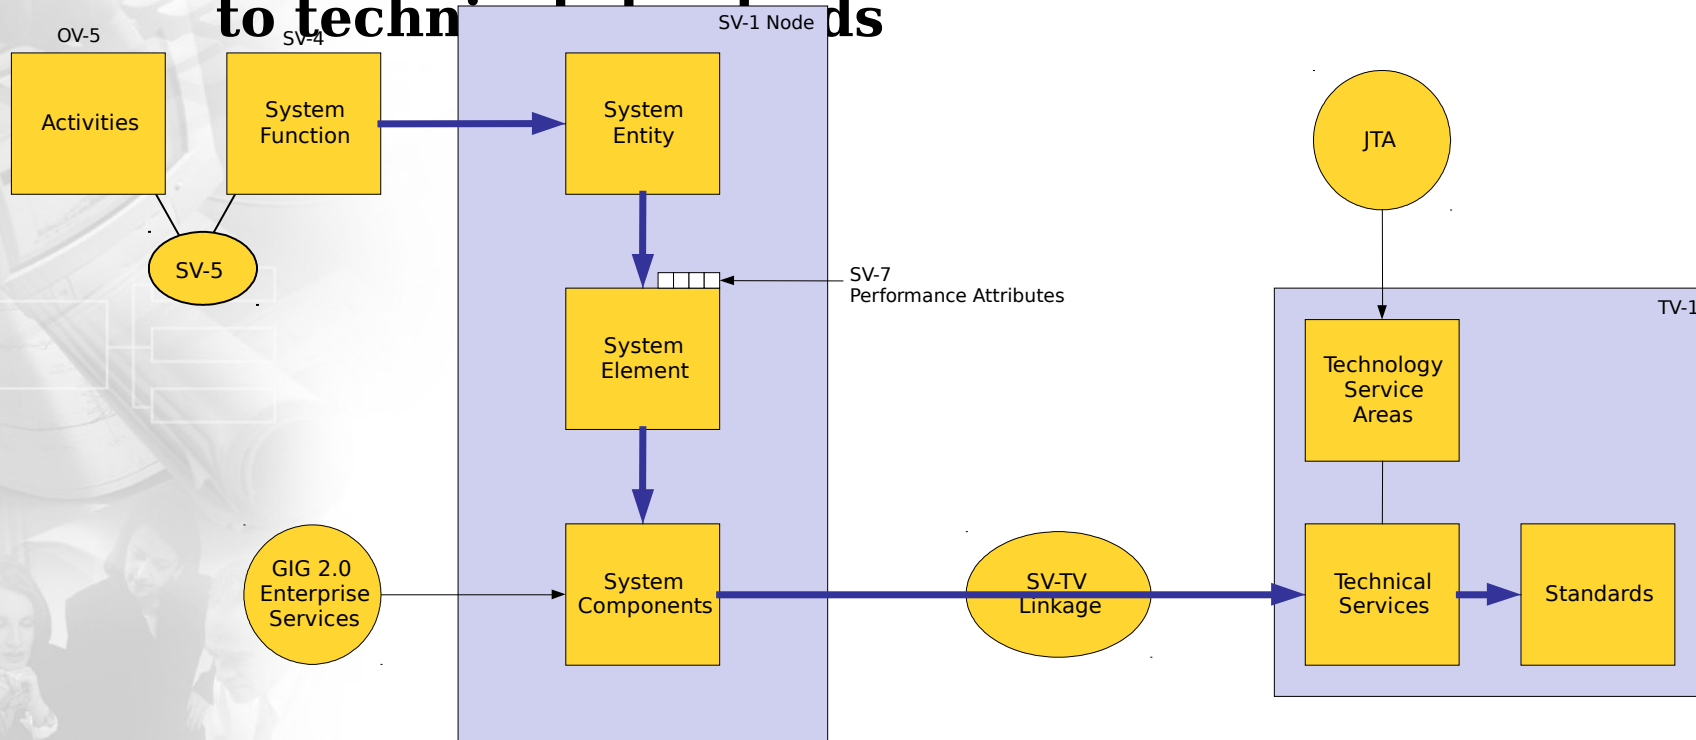 to
SV-1 Node
OV-5
SV-4
Activities
System
Function
System
Entity
JTA
SV-5
SV-7
Performance Attributes
TV-1
System
Element
Technology
Service
Areas
GIG 2.0
Enterprise
Services
System
Components
SV-TV
Linkage
Technical
Services
Standards